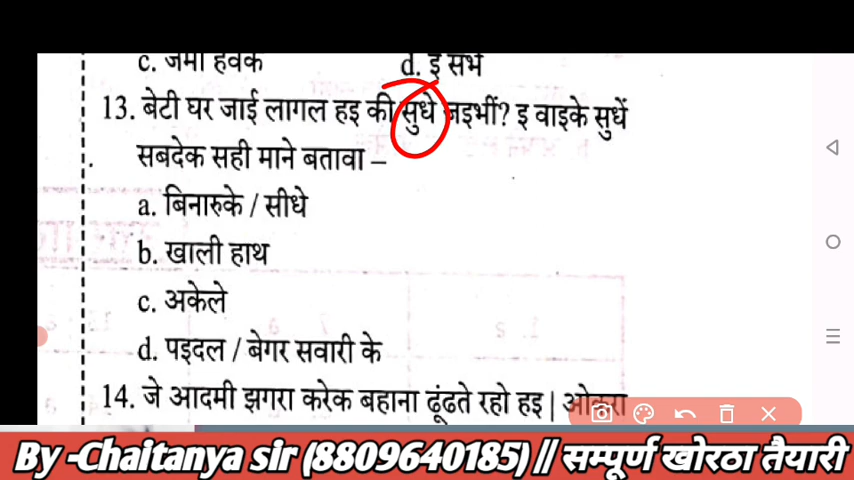 c. जमा हवेक d. इ सभे
13. बेटी घर जाई लागल हइ की सुधे जइभीं? इ वाइके सुधें
सबदेक सही माने बतावा –
a. बिनारुके / सीधे
b. खाली हाथ
c. अकेले
d. पइदल / बेगर सवारी के
14. जे आदमी झगरा करेक बहाना ढूंढते रहो हइ | ओकरा
By -Chaitanya sir (8809640185) // सम्पूर्ण खोरठा तैयारी